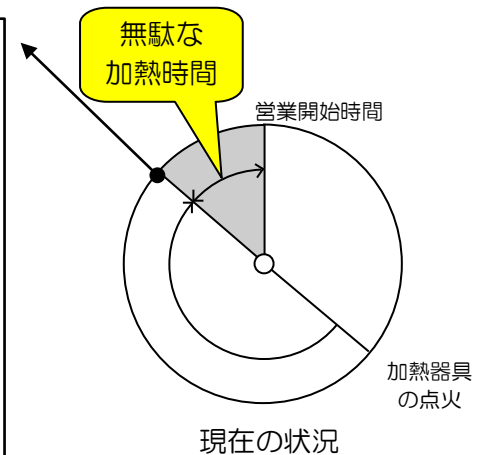 無駄な
加熱時間
営業開始時間
加熱器具
の点火
現在の状況